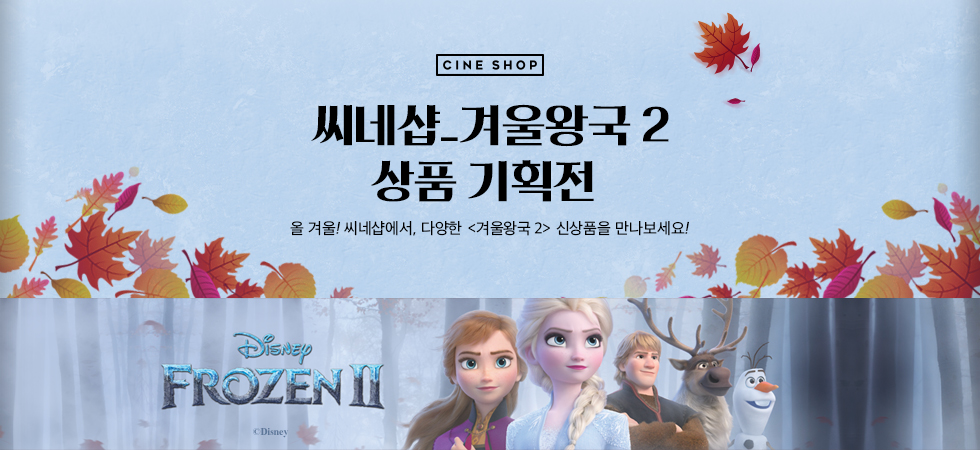 CINE SHOP
씨네샵_겨울왕국 2
상품 기획전
올 겨울! 씨네샵에서, 다양한 <겨울왕국 2> 신상품을 만나보세요!
Disney
FROZEN II
©Disney